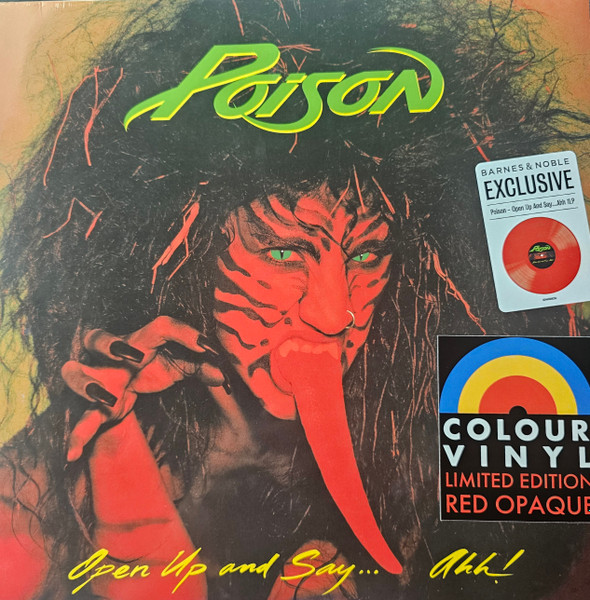 POISON
BARNES & NOBLE
EXCLUSIVE
Poison – Open Up And Say...Ahh 1LP
COLOUR
VINYL
LIMITED EDITION
RED OPAQUE
Open Up and Say... Ahh!